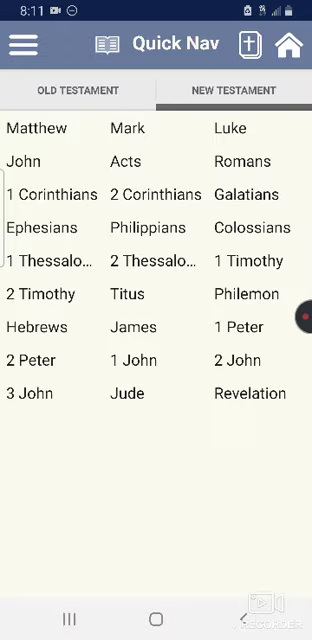 8:11
Quick Nav
OLD TESTAMENT NEW TESTAMENT
Matthew Mark Luke
John Acts Romans
1 Corinthians 2 Corinthians Galatians
Ephesians Philippians Colossians
1 Thessalo... 2 Thessalo... 1 Timothy
2 Timothy Titus Philemon
Hebrews James 1 Peter
2 Peter 1 John 2 John
3 John Jude Revelation
RECORDER